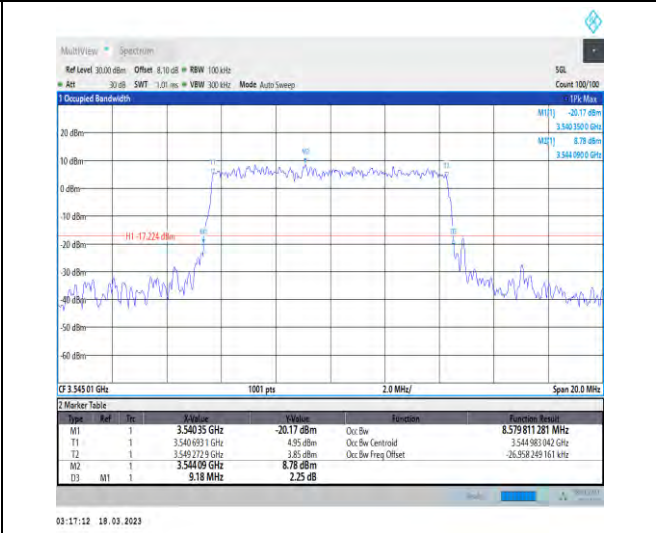 MultiView Spectrum
Ref Level 30.00 dBm Offset 8.10 dB RBW 100 kHz SGL
Att 30 dB SWT 1.01 ms VBW 300 kHz Mode Auto Sweep Count 100/100
1 Occupied Bandwidth 1Pk Max
M1[1] -20.17 dBm
3.540 350 0 GHz
M2[1] 8.78 dBm
3.544 090 0 GHz
20 dBm
M2
10 dBm
T1
0 dBm
-10 dBm
H1 -17.224 dBm
-20 dBm
-30 dBm
-40 dBm
-50 dBm
-60 dBm
CF 3.545 01 GHz 1001 pts 2.0 MHz/ Span 20.0 MHz
2 Marker Table
Type Ref Trc X-Value Y-Value Function Function Result
M1 1 3.540 35 GHz -20.17 dBm Occ Bw 8.579 811 281 MHz
T1 1 3.540 693 1 GHz 4.95 dBm Occ Bw Centroid 3.544 983 042 GHz
T2 1 3.549 272 9 GHz 3.85 dBm Occ Bw Freq Offset -26.958 249 161 kHz
M2 1 3.544 09 GHz 8.78 dBm
D3 M1 1 9.18 MHz 2.25 dB
03:17:12 18.03.2023